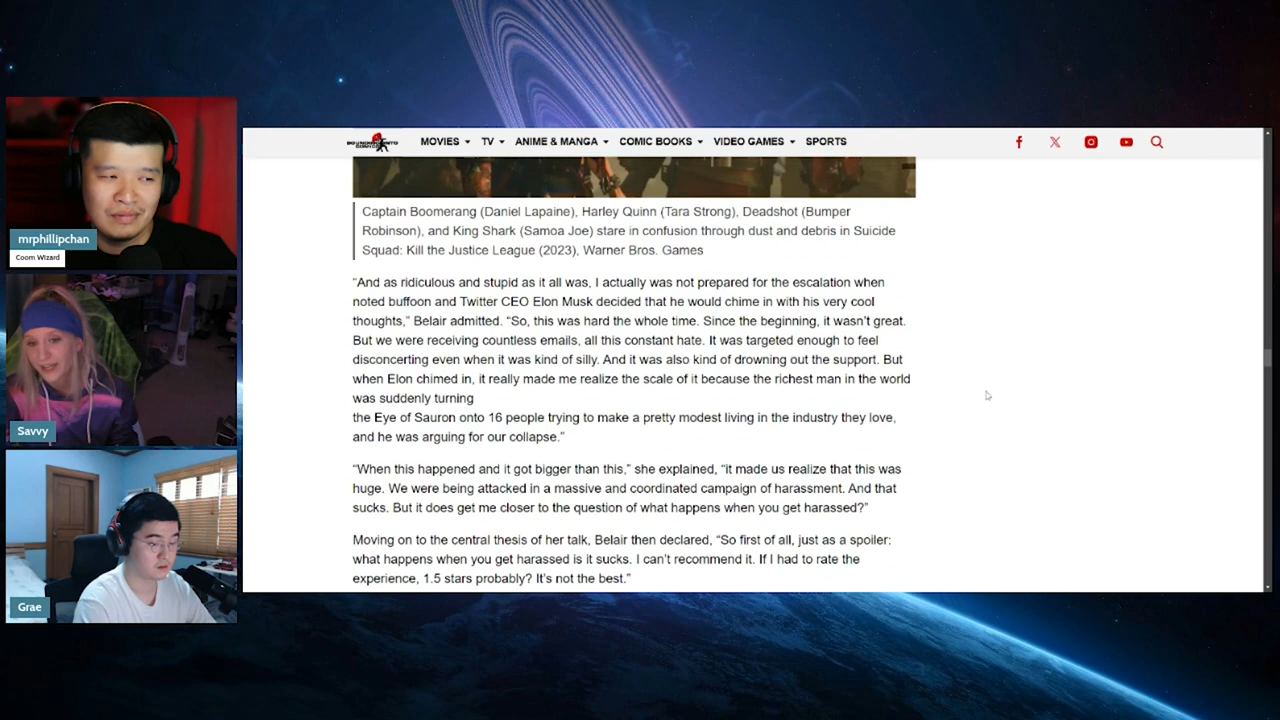 mrphillipchan
Coom Wizard
Savvy
Grae
MOVIES
TV
ANIME & MANGA
COMIC BOOKS
VIDEO GAMES
SPORTS
Captain Boomerang (Daniel Lapaine), Harley Quinn (Tara Strong), Deadshot (Bumper
Robinson), and King Shark (Samoa Joe) stare in confusion through dust and debris in Suicide
Squad: Kill the Justice League (2023), Warner Bros. Games
“And as ridiculous and stupid as it all was, I actually was not prepared for the escalation when
noted buffoon and Twitter CEO Elon Musk decided that he would chime in with his very cool
thoughts,” Belair admitted. “So, this was hard the whole time. Since the beginning, it wasn’t great.
But we were receiving countless emails, all this constant hate. It was targeted enough to feel
disconcerting even when it was kind of silly. And it was also kind of drowning out the support. But
when Elon chimed in, it really made me realize the scale of it because the richest man in the world
was suddenly turning
the Eye of Sauron onto 16 people trying to make a pretty modest living in the industry they love,
and he was arguing for our collapse.”
“When this happened and it got bigger than this,” she explained, “it made us realize that this was
huge. We were being attacked in a massive and coordinated campaign of harassment. And that
sucks. But it does get me closer to the question of what happens when you get harassed?”
Moving on to the central thesis of her talk, Belair then declared, “So first of all, just as a spoiler:
what happens when you get harassed is it sucks. I can’t recommend it. If I had to rate the
experience, 1.5 stars probably? It’s not the best.”